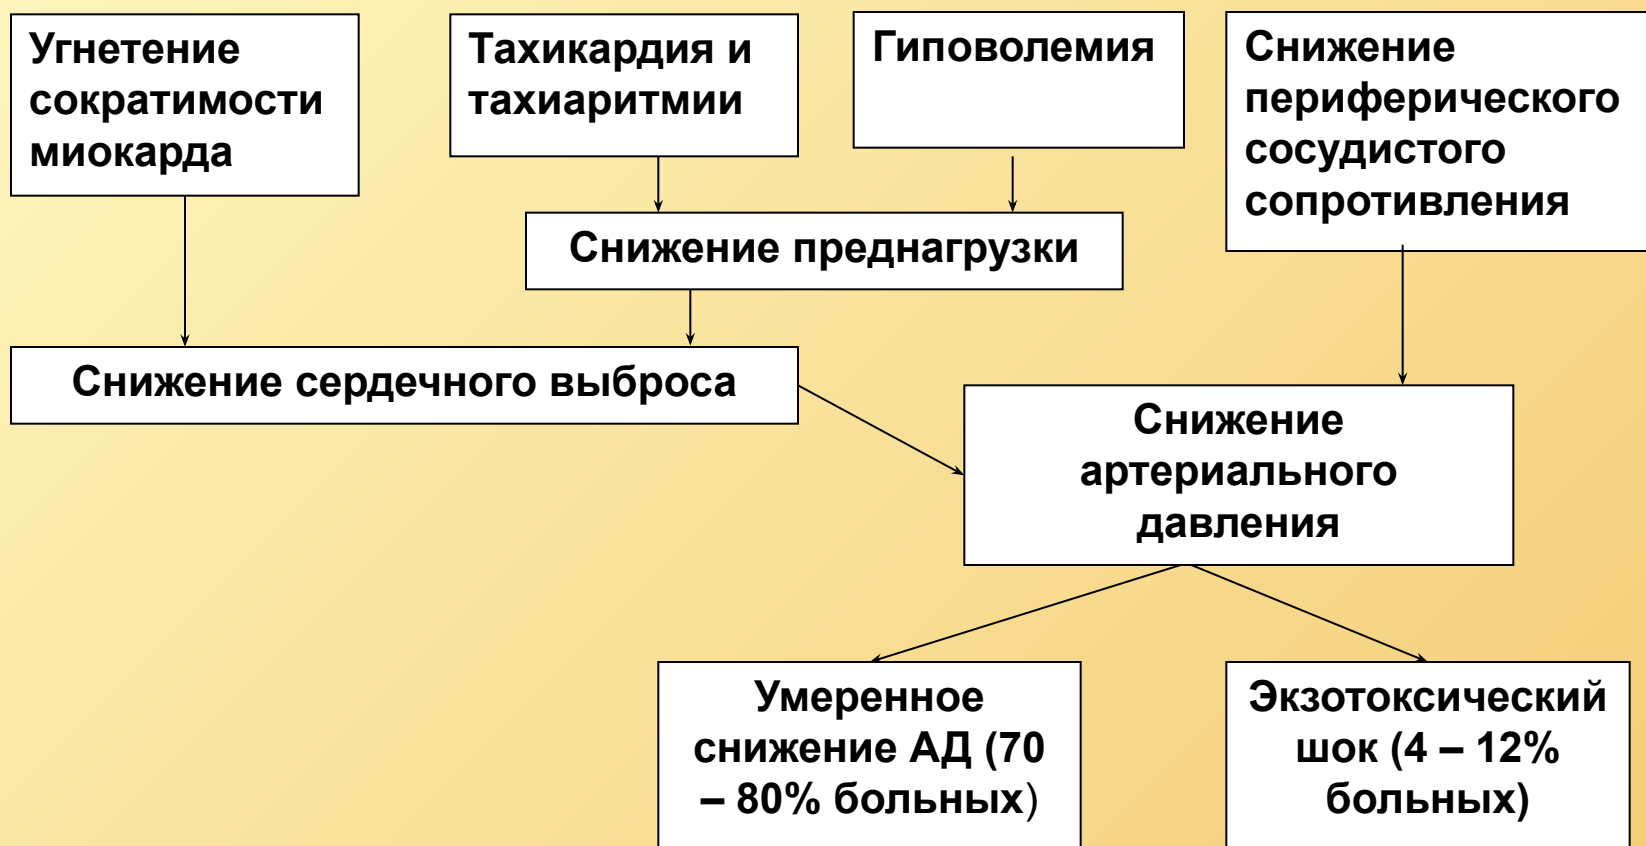 Угнетение
сократимости
миокарда
Тахикардия и
тахиаритмии
Гиповолемия
Снижение
периферического
сосудистого
сопротивления
Снижение преднагрузки
Снижение сердечного выброса
Снижение
артериального
давления
Умеренное
снижение АД (70
– 80% больных)
Экзотоксический
шок (4 – 12%
больных)